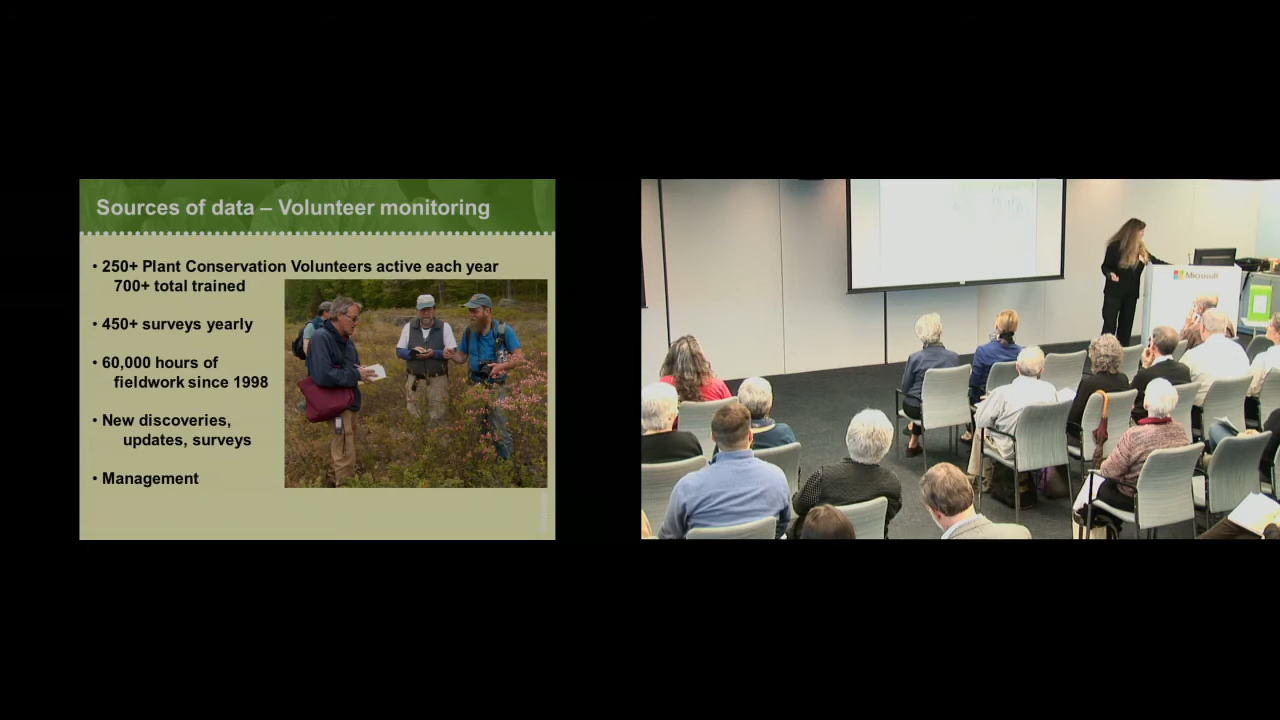 Sources of data – Volunteer monitoring
• 250+ Plant Conservation Volunteers active each year
700+ total trained
• 450+ surveys yearly
• 60,000 hours of
fieldwork since 1998
• New discoveries,
updates, surveys
• Management
Microsoft